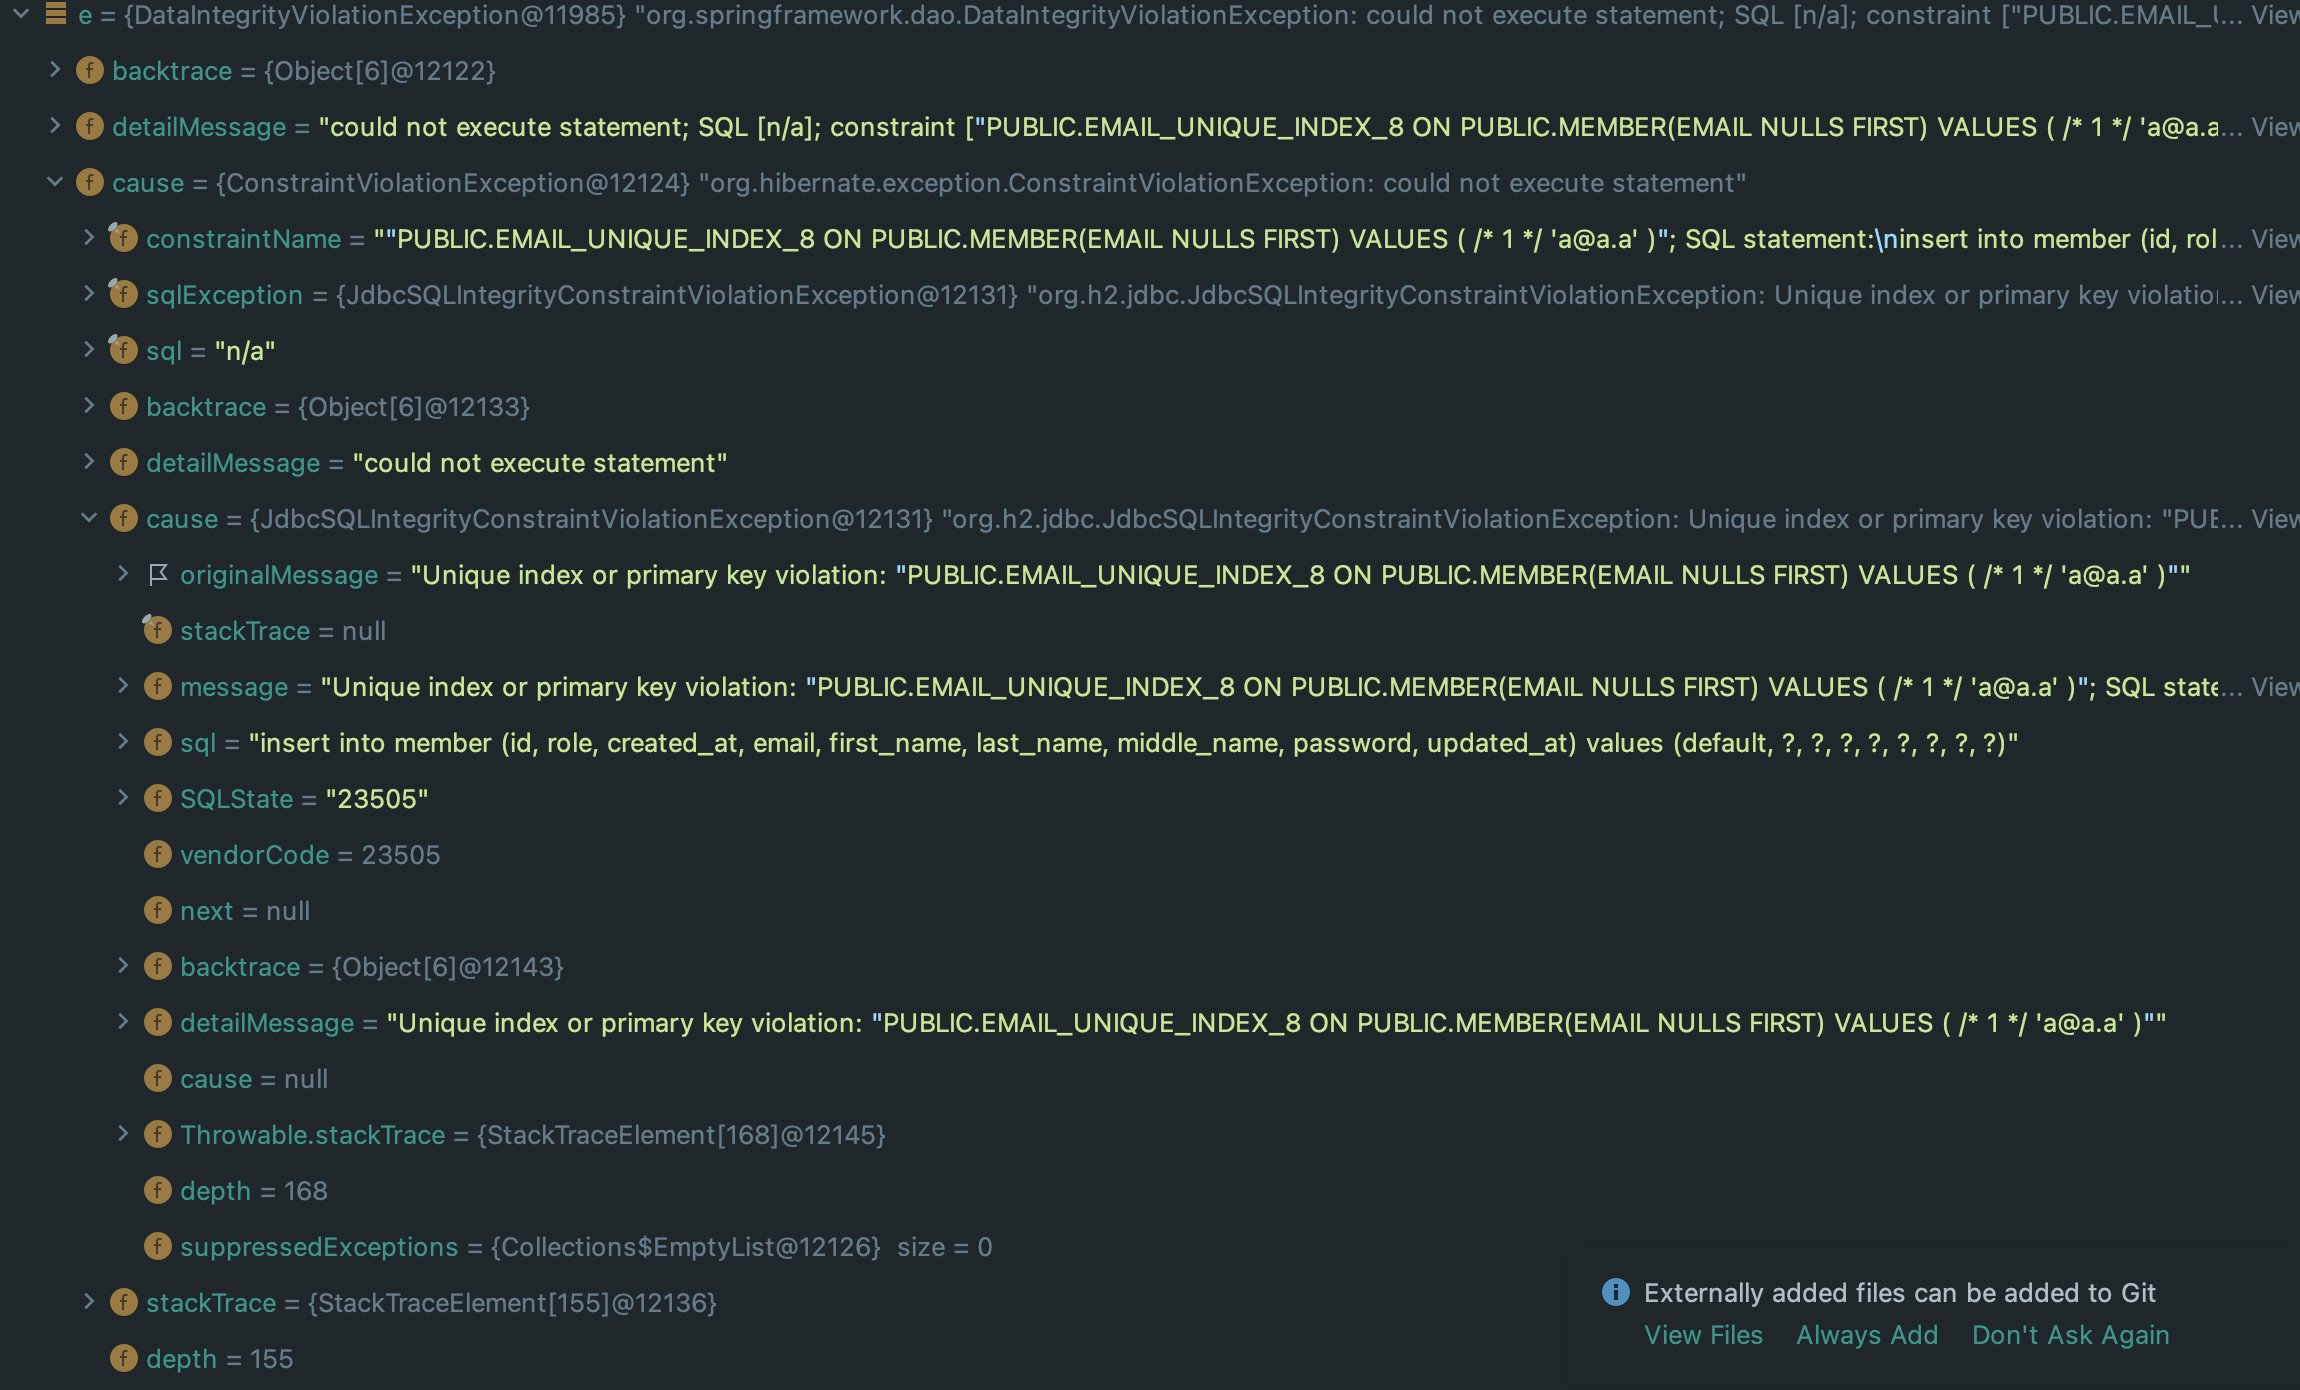 e = {DataIntegrityViolationException@11985} "org.springframework.dao.DataIntegrityViolationException: could not execute statement; SQL [n/a]; constraint ["PUBLIC.EMAIL_U... View
backtrace = {Object[6]@12122}
detailMessage = "could not execute statement; SQL [n/a]; constraint ["PUBLIC.EMAIL_UNIQUE_INDEX_8 ON PUBLIC.MEMBER(EMAIL NULLS FIRST) VALUES ( /* 1 */ 'a@a.a... View
cause = {ConstraintViolationException@12124} "org.hibernate.exception.ConstraintViolationException: could not execute statement"
constraintName = ""PUBLIC.EMAIL_UNIQUE_INDEX_8 ON PUBLIC.MEMBER(EMAIL NULLS FIRST) VALUES ( /* 1 */ 'a@a.a' )"; SQL statement:\ninsert into member (id, rol... View
sqlException = {JdbcSQLIntegrityConstraintViolationException@12131} "org.h2.jdbc.JdbcSQLIntegrityConstraintViolationException: Unique index or primary key violatio... View
sql = "n/a"
backtrace = {Object[6]@12133}
detailMessage = "could not execute statement"
cause = {JdbcSQLIntegrityConstraintViolationException@12131} "org.h2.jdbc.JdbcSQLIntegrityConstraintViolationException: Unique index or primary key violation: "PUE... View
originalMessage = "Unique index or primary key violation: "PUBLIC.EMAIL_UNIQUE_INDEX_8 ON PUBLIC.MEMBER(EMAIL NULLS FIRST) VALUES ( /* 1 */ 'a@a.a' )""
stackTrace = null
message = "Unique index or primary key violation: "PUBLIC.EMAIL_UNIQUE_INDEX_8 ON PUBLIC.MEMBER(EMAIL NULLS FIRST) VALUES ( /* 1 */ 'a@a.a' )"; SQL state... View
sql = "insert into member (id, role, created_at, email, first_name, last_name, middle_name, password, updated_at) values (default, ?, ?, ?, ?, ?, ?, ?, ?)"
SQLState = "23505"
vendorCode = 23505
next = null
backtrace = {Object[6]@12143}
detailMessage = "Unique index or primary key violation: "PUBLIC.EMAIL_UNIQUE_INDEX_8 ON PUBLIC.MEMBER(EMAIL NULLS FIRST) VALUES ( /* 1 */ 'a@a.a' )""
cause = null
Throwable.stackTrace = {StackTraceElement[168]@12145}
depth = 168
suppressedExceptions = {Collections$EmptyList@12126} size = 0
stackTrace = {StackTraceElement[155]@12136}
depth = 155
Externally added files can be added to Git
View Files Always Add Don't Ask Again